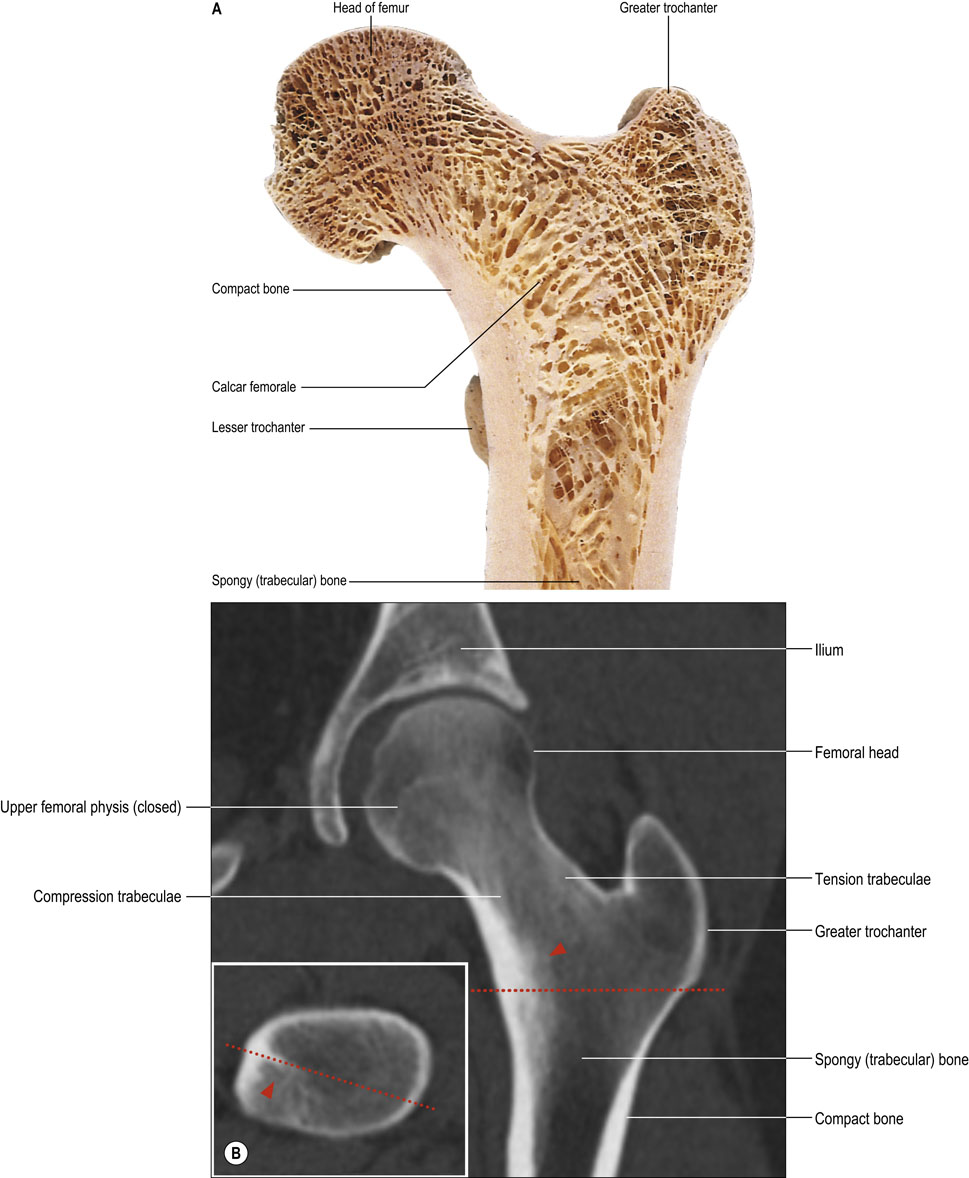 A
Head of femur
Greater trochanter
Compact bone
Calcar femorale
Lesser trochanter
Spongy (trabecular) bone
Ilium
Femoral head
Upper femoral physis (closed)
Tension trabeculae
Compression trabeculae
Greater trochanter
Spongy (trabecular) bone
Compact bone
B